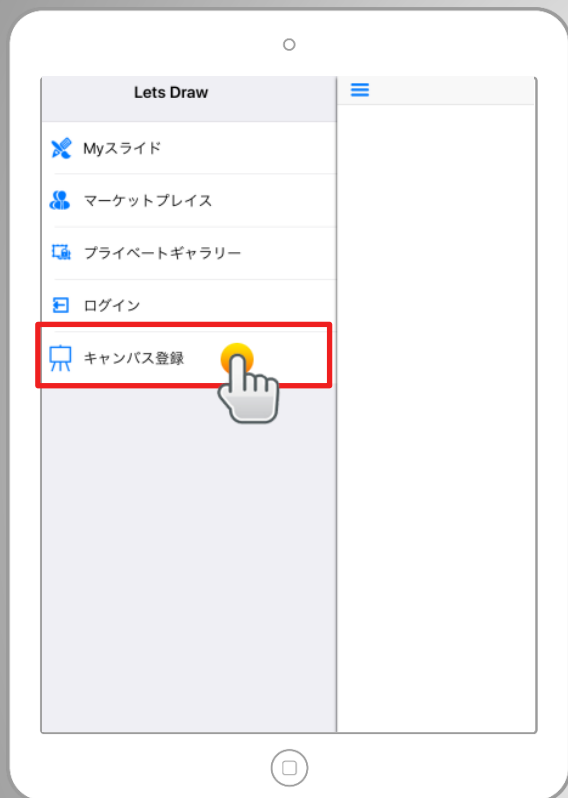 Lets Draw
Myスライド
マーケットプレイス
プライベートギャラリー
ログイン
キャンバス登録